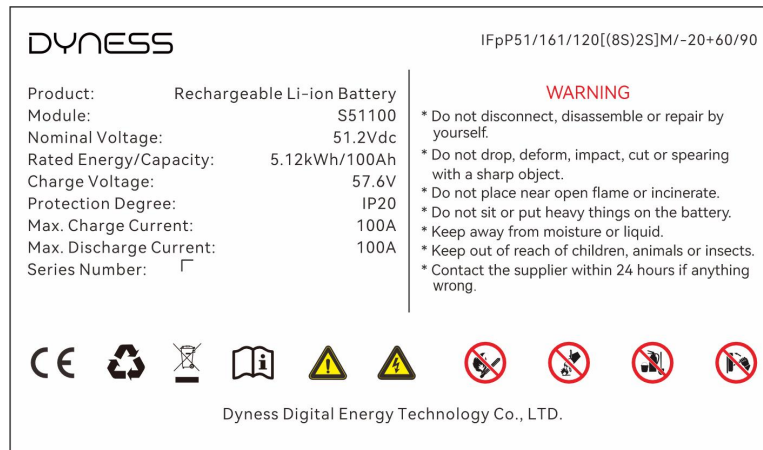 DYNESS
IFpP51/161/120[(8S)2S]M/-20+60/90
Product: Rechargeable Li-ion Battery
Module: S51100
Nominal Voltage: 51.2Vdc
Rated Energy/Capacity: 5.12kWh/100Ah
Charge Voltage: 57.6V
Protection Degree: IP20
Max. Charge Current: 100A
Max. Discharge Current: 100A
Series Number:
WARNING
* Do not disconnect, disassemble or repair by
yourself.
* Do not drop, deform, impact, cut or spearing
with a sharp object.
* Do not place near open flame or incinerate.
* Do not sit or put heavy things on the battery.
* Keep away from moisture or liquid.
* Keep out of reach of children, animals or insects.
* Contact the supplier within 24 hours if anything
wrong.
CE
Dyness Digital Energy Technology Co., LTD.